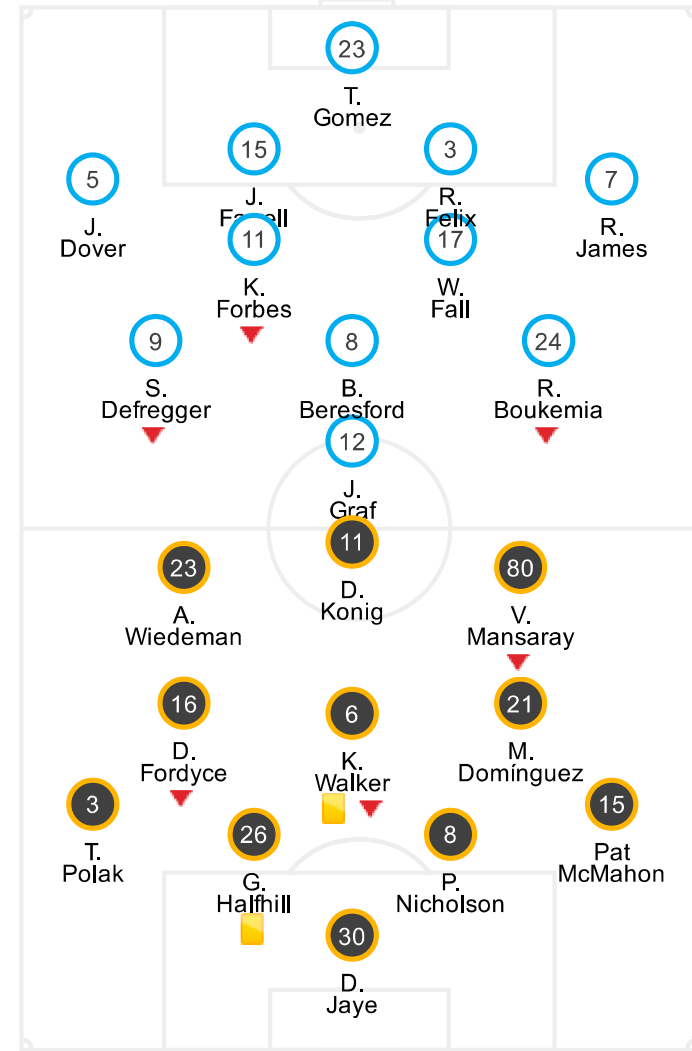 23
T.
Gomez
15
3
5
7
J.
R.
Felix
J.
Dover
R.
James
11
17
K.
Forbes
W.
Fall
9
8
24
S.
Defregger
B.
Beresford
R.
Boukemia
12
J.
Graf
11
23
80
D.
Konig
A.
Wiedeman
V.
Mansaray
16
6
21
D.
Fordyce
K.
Walker
M.
Domínguez
3
15
26
8
T.
Polak
Pat
McMahon
G.
Halfhill
P.
Nicholson
30
D.
Jaye